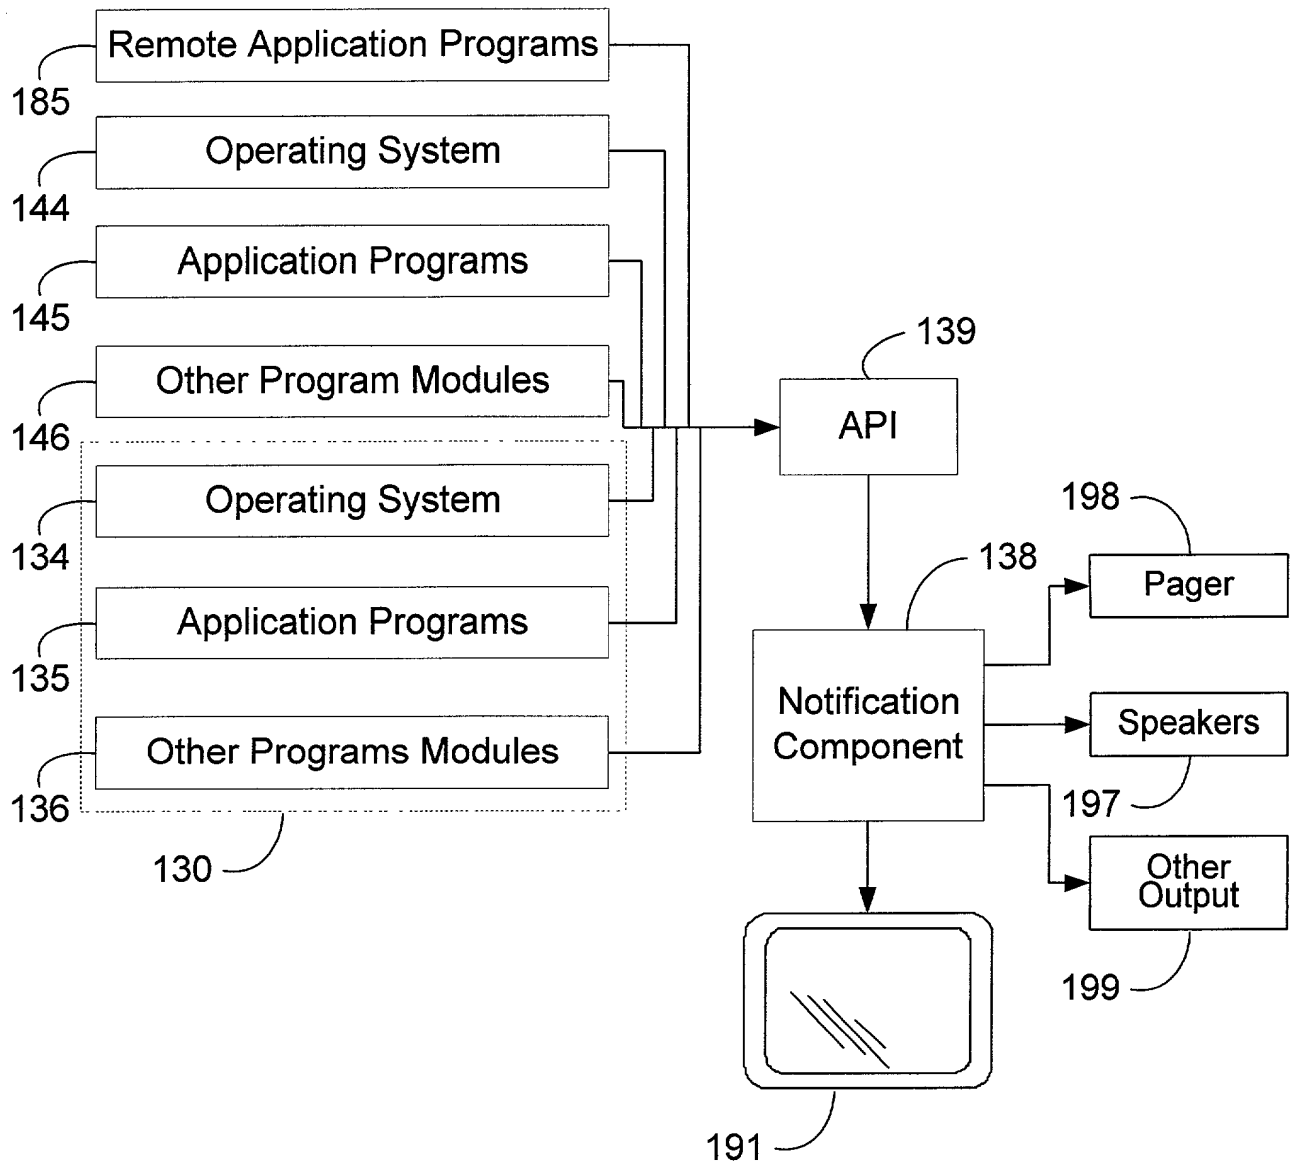 Remote Application Programs
185
Operating System
144
Application Programs
145
Other Program Modules
146
Operating System
134
Application Programs
135
Other Programs Modules
136
130
139
API
138
Notification
Component
198
Pager
Speakers
197
Other
Output
199
191